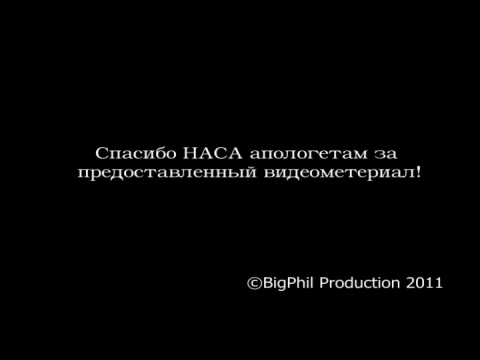 Спасибо НАСА апологетам за
предоставленный видеометериал!
©BigPhil Production 2011